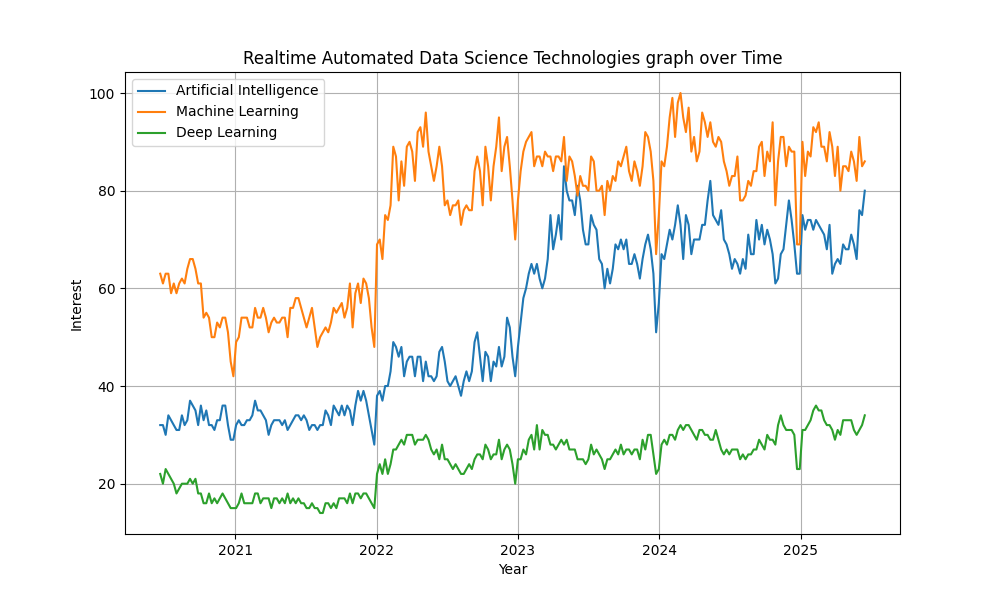 Realtime Automated Data Science Technologies graph over Time
Artificial Intelligence
Machine Learning
Deep Learning
100
80
60
40
20
Interest
2021 2022 2023 2024 2025
Year